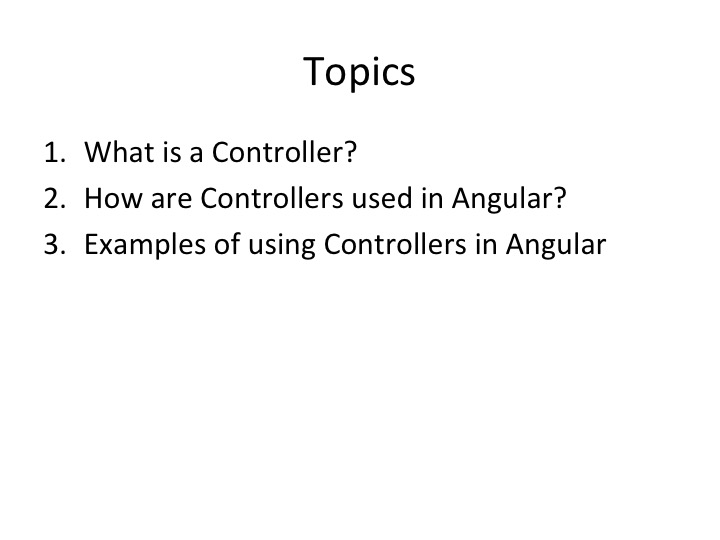 Topics
1. What is a Controller?
2. How are Controllers used in Angular?
3. Examples of using Controllers in Angular